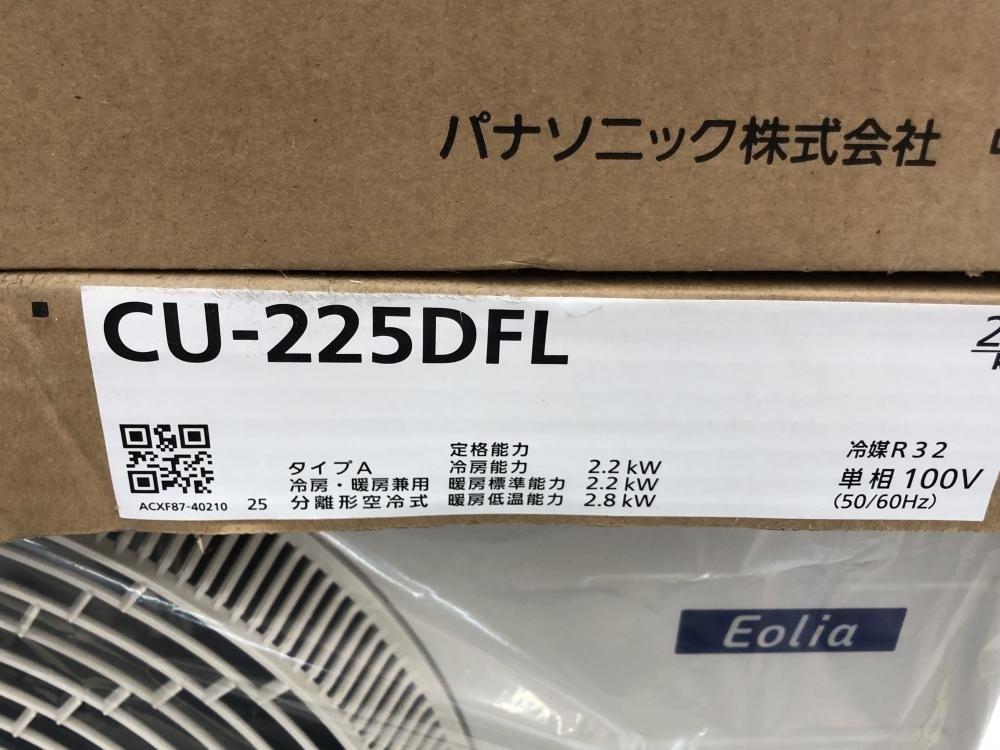 パナソニック株式会社
CU-225DFL
定格能力
タイプA 冷房能力 2.2 kW
冷房・暖房兼用 暖房標準能力 2.2 kW
25 分離形空冷式 暖房低温能力 2.8 kW
ACXF87-40210
冷媒R32
単相 100V
(50/60Hz)
Eolia